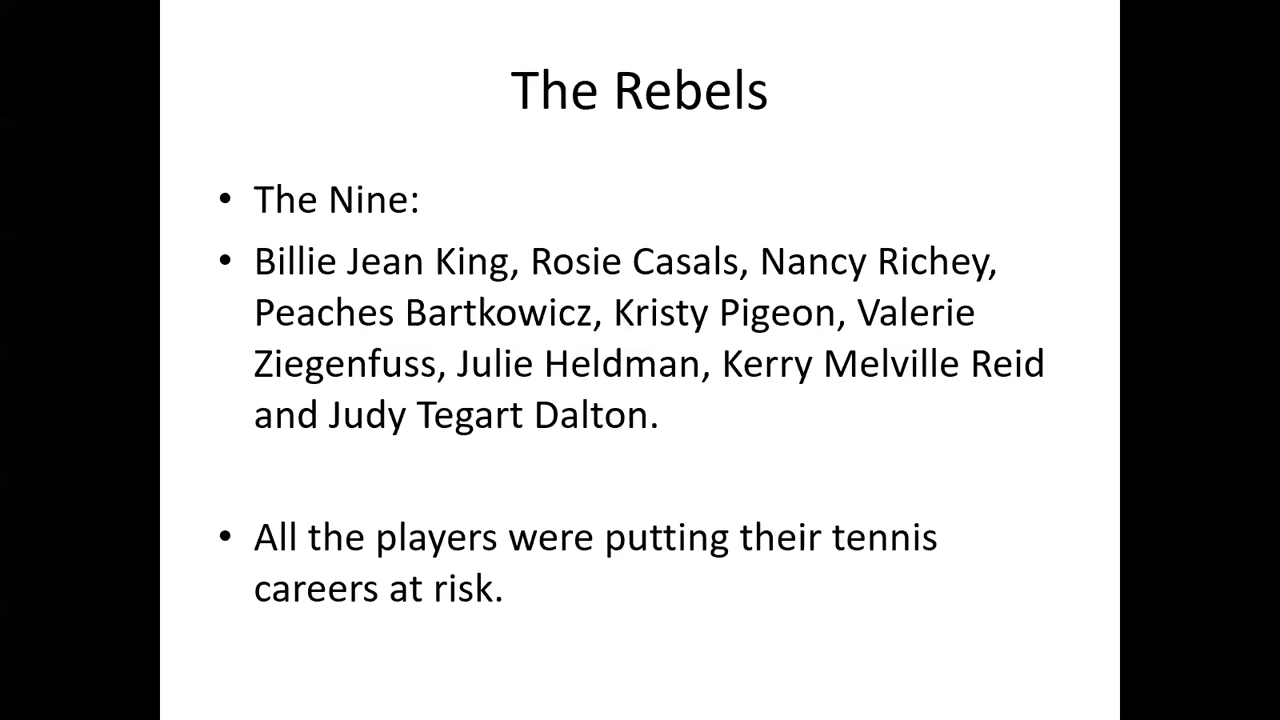 The Rebels
• The Nine:
• Billie Jean King, Rosie Casals, Nancy Richey,
Peaches Bartkowicz, Kristy Pigeon, Valerie
Ziegenfuss, Julie Heldman, Kerry Melville Reid
and Judy Tegart Dalton.
• All the players were putting their tennis
careers at risk.